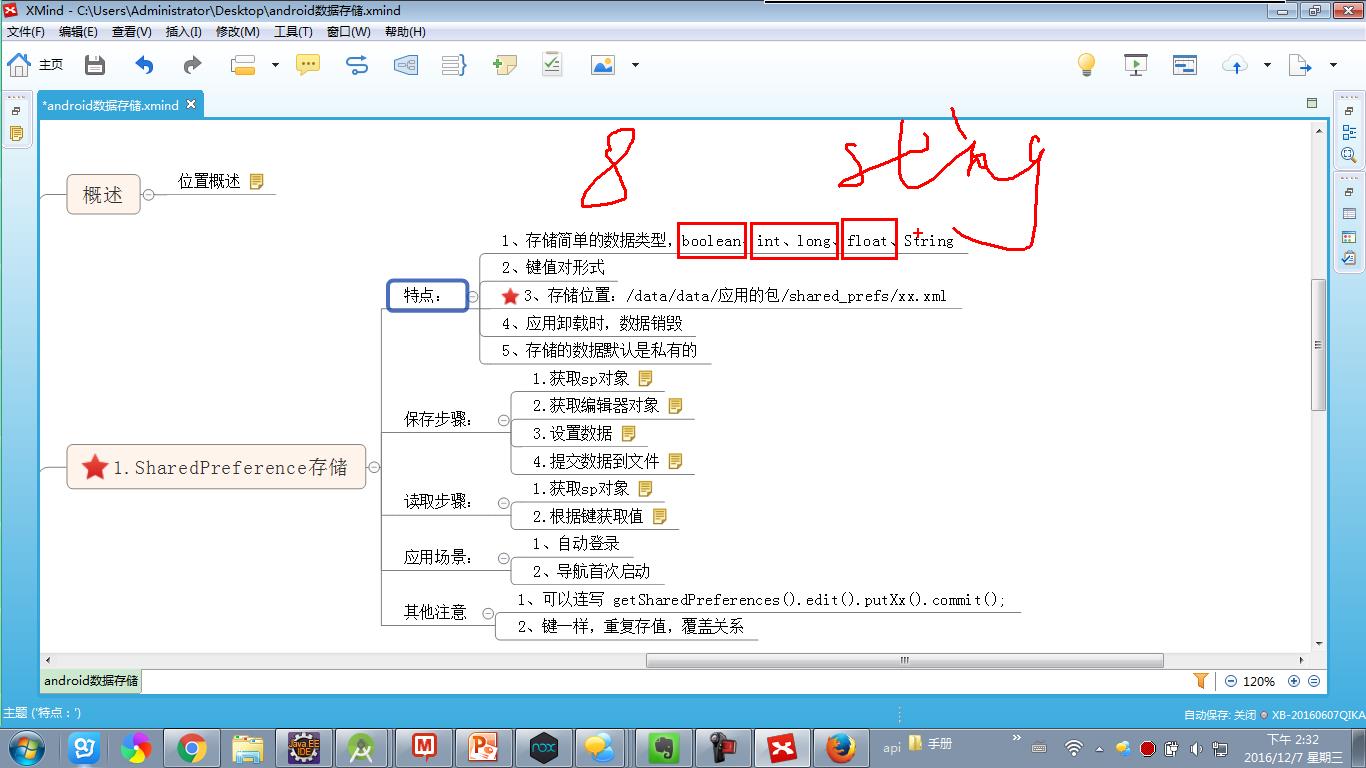 XMind - C:\Users\Administrator\Desktop\android数据存储.xmind
文件(F) 编辑(E) 查看(V) 插入(I) 修改(M) 工具(T) 窗口(W) 帮助(H)
主页
*android数据存储.xmind
8
sting
概述
位置概述
1、存储简单的数据类型，boolean、int、long、float、String
2、键值对形式
特点：
3、存储位置：/data/data/应用的包/shared_prefs/xx.xml
4、应用卸载时，数据销毁
5、存储的数据默认是私有的
1.获取sp对象
2.获取编辑器对象
保存步骤：
3.设置数据
4.提交数据到文件
1.SharedPreference存储
1.获取sp对象
读取步骤：
2.根据键获取值
1、自动登录
应用场景：
2、导航首次启动
1、可以连写 getSharedPreferences().edit().putXx().commit();
其他注意
2、键一样，重复存值，覆盖关系
android数据存储
120%
主题 ('特点：')
自动保存: 关闭 XB-20160607QIKA
Java EE IDE
nox
api 手册
下午 2:32
2016/12/7 星期三